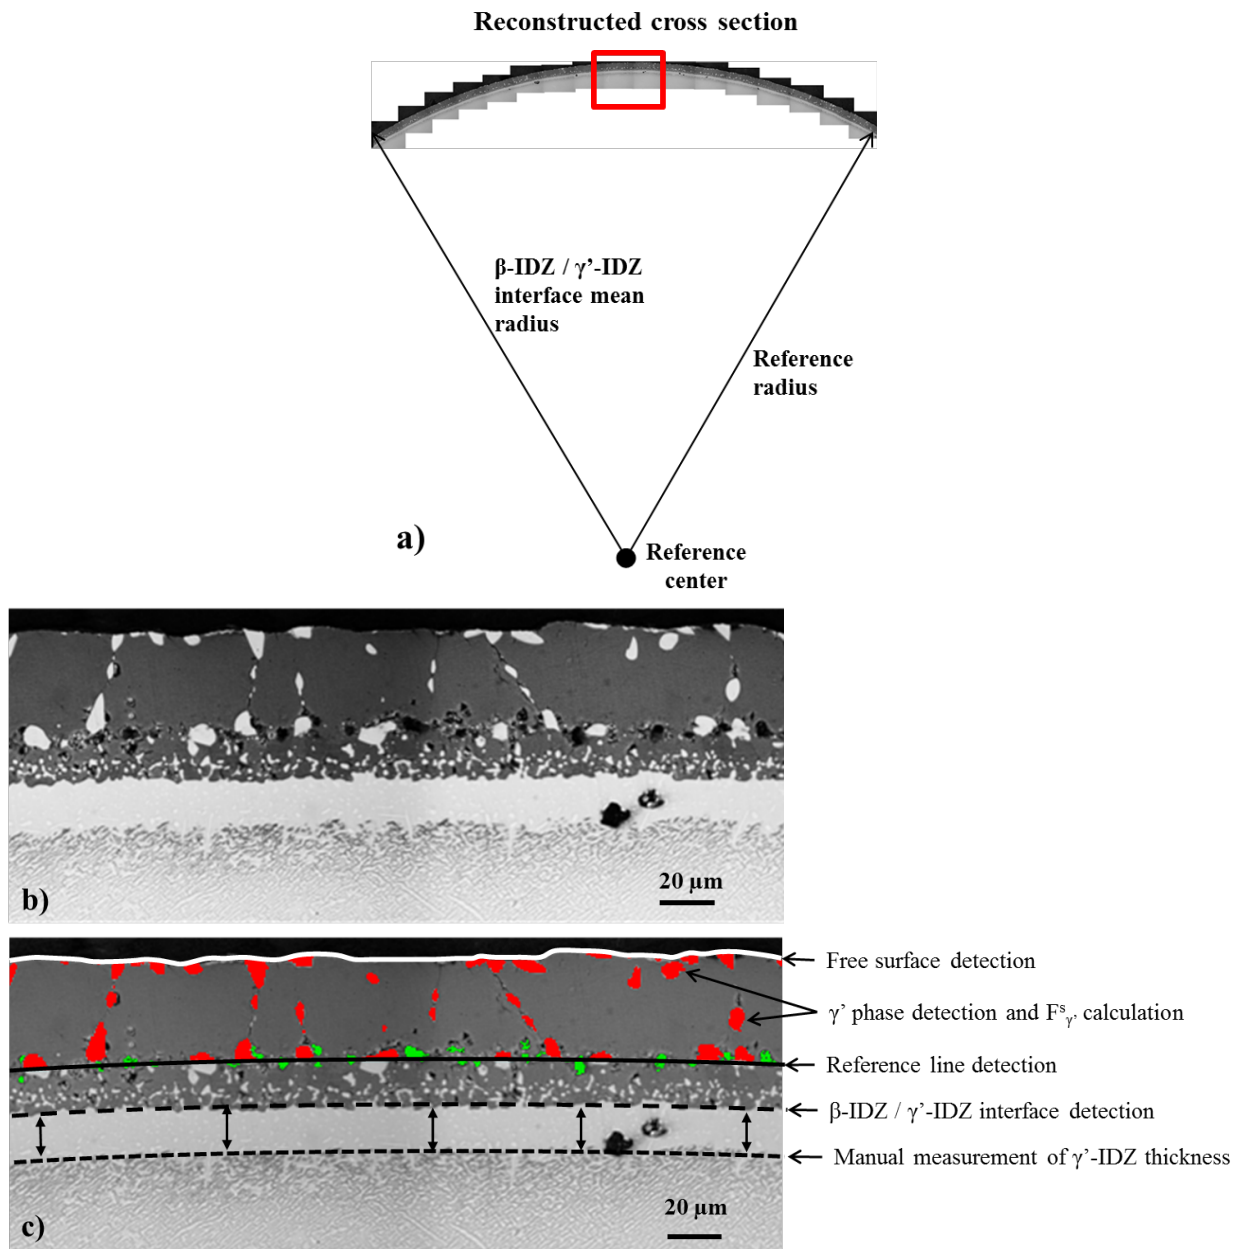 Reconstructed cross section
β-IDZ / γ’-IDZ
interface mean
radius
Reference
radius
a)
Reference
center
20 µm
b)
Free surface detection
γ’ phase detection and Fˢγ’ calculation
Reference line detection
β-IDZ / γ’-IDZ interface detection
Manual measurement of γ’-IDZ thickness
20 µm
c)